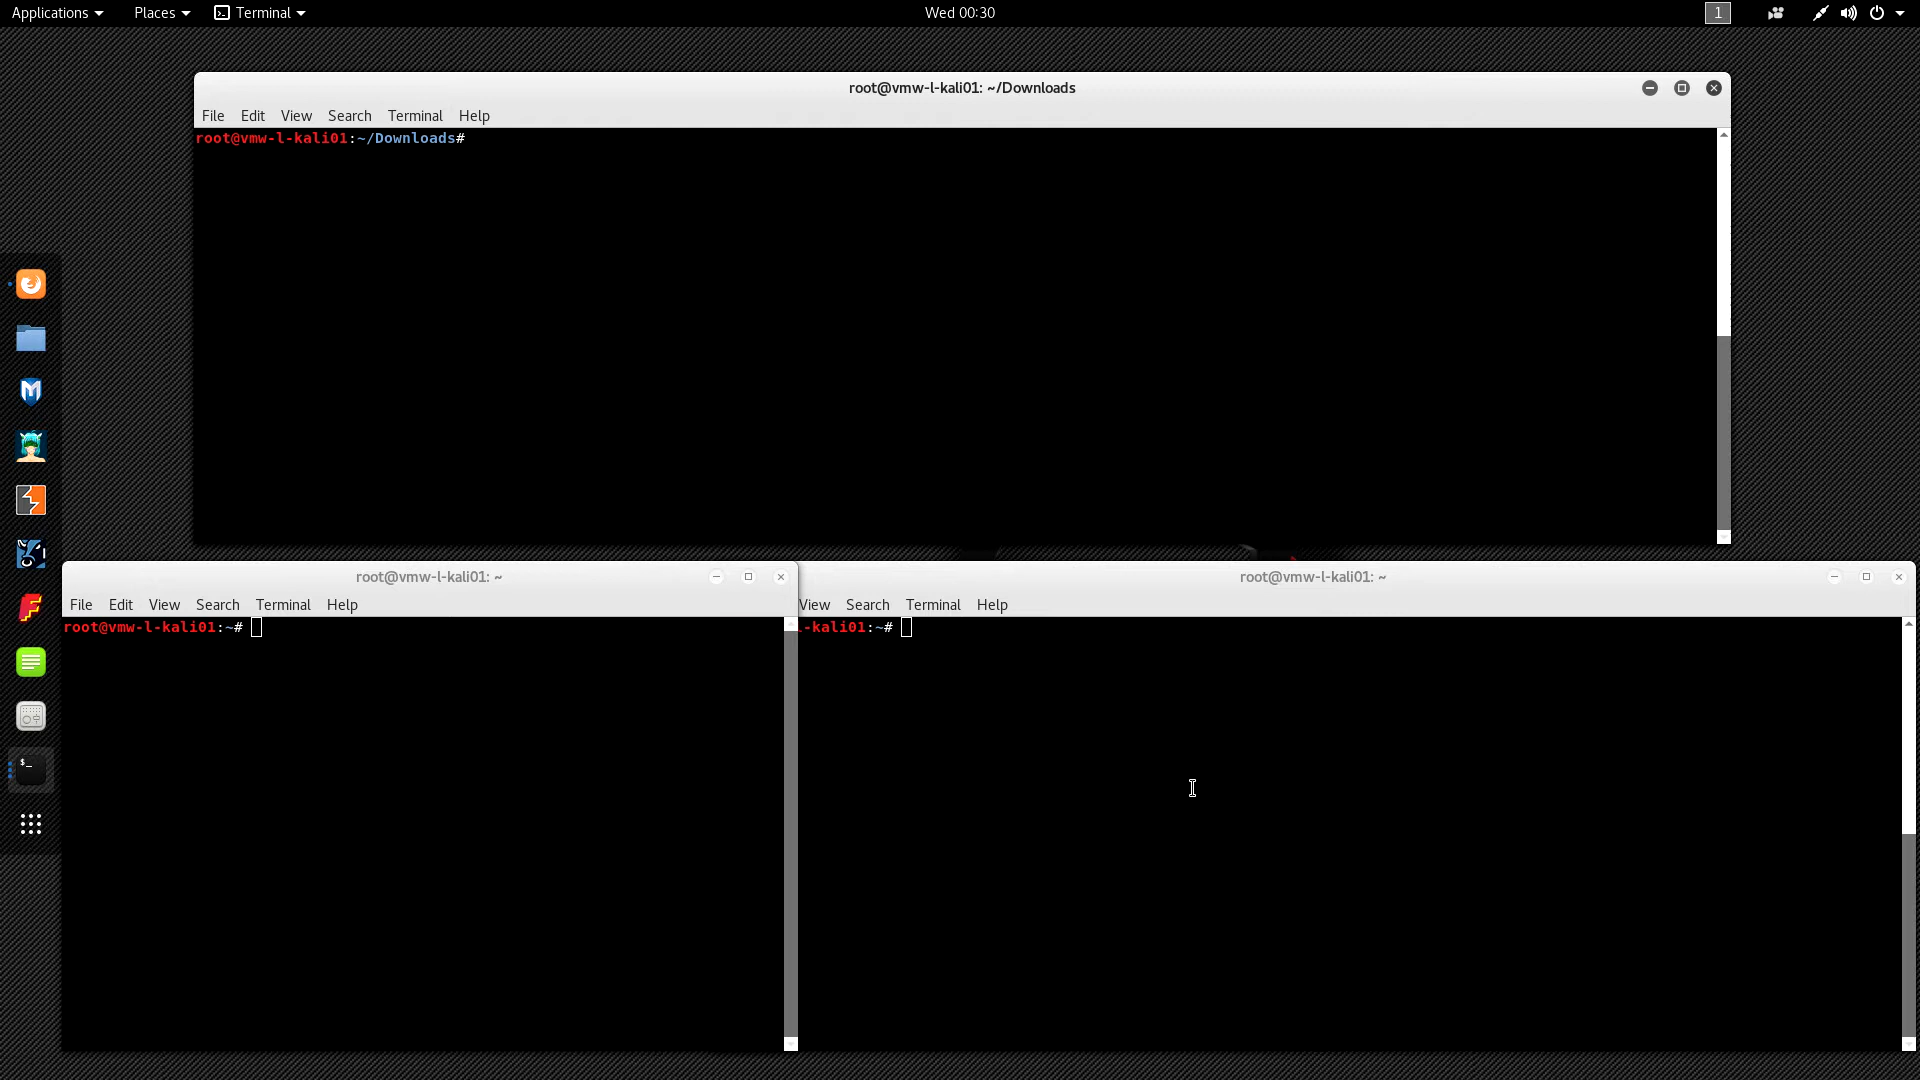 Applications Places Terminal Wed 00:30 1
root@vmw-l-kali01: ~/Downloads
File Edit View Search Terminal Help
root@vmw-l-kali01:~/Downloads#
root@vmw-l-kali01: ~
File Edit View Search Terminal Help
root@vmw-l-kali01:~#
root@vmw-l-kali01: ~
View Search Terminal Help
-kali01:~#
$_